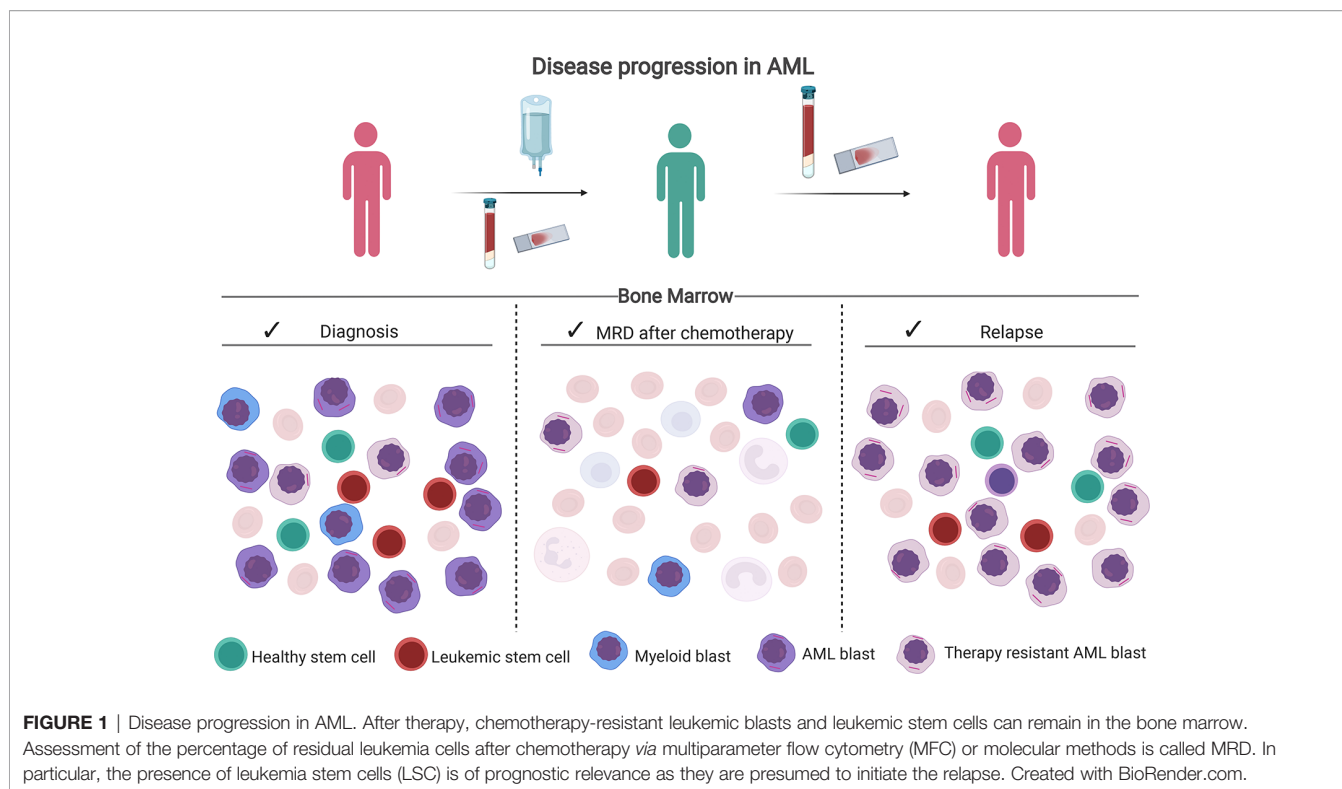 Disease progression in AML
Bone Marrow
✓ Diagnosis
✓ MRD after chemotherapy
✓ Relapse
Healthy stem cell
Leukemic stem cell
Myeloid blast
AML blast
Therapy resistant AML blast
FIGURE 1 | Disease progression in AML. After therapy, chemotherapy-resistant leukemic blasts and leukemic stem cells can remain in the bone marrow.
Assessment of the percentage of residual leukemia cells after chemotherapy via multiparameter flow cytometry (MFC) or molecular methods is called MRD. In
particular, the presence of leukemia stem cells (LSC) is of prognostic relevance as they are presumed to initiate the relapse. Created with BioRender.com.